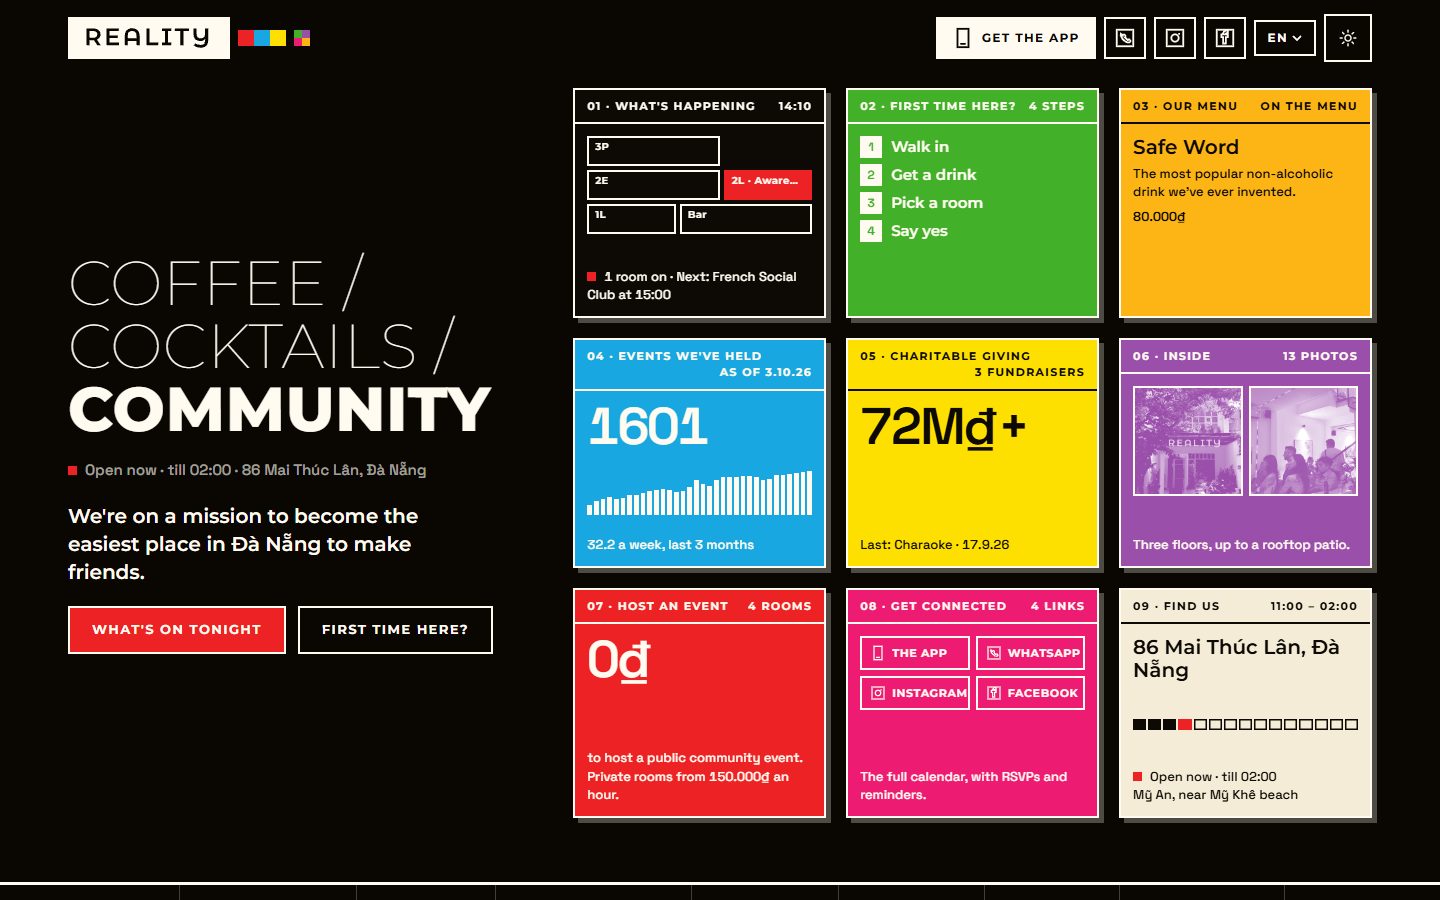 REALITY
GET THE APP
EN
COFFEE /
COCKTAILS /
COMMUNITY
Open now · till 02:00 · 86 Mai Thúc Lân, Đà Nẵng
We're on a mission to become the
easiest place in Đà Nẵng to make
friends.
WHAT'S ON TONIGHT
FIRST TIME HERE?
01 · WHAT'S HAPPENING 14:10
3P
2E
2L · Aware...
1L
Bar
1 room on · Next: French Social
Club at 15:00
02 · FIRST TIME HERE? 4 STEPS
1 Walk in
2 Get a drink
3 Pick a room
4 Say yes
03 · OUR MENU ON THE MENU
Safe Word
The most popular non-alcoholic
drink we've ever invented.
80.000₫
04 · EVENTS WE'VE HELD
AS OF 3.10.26
1601
32.2 a week, last 3 months
05 · CHARITABLE GIVING
3 FUNDRAISERS
72M₫+
Last: Charaoke · 17.9.26
06 · INSIDE 13 PHOTOS
REALITY
Three floors, up to a rooftop patio.
07 · HOST AN EVENT 4 ROOMS
0₫
to host a public community event.
Private rooms from 150.000₫ an
hour.
08 · GET CONNECTED 4 LINKS
THE APP
WHATSAPP
INSTAGRAM
FACEBOOK
The full calendar, with RSVPs and
reminders.
09 · FIND US 11:00 – 02:00
86 Mai Thúc Lân, Đà
Nẵng
Open now · till 02:00
Mỹ An, near Mỹ Khê beach